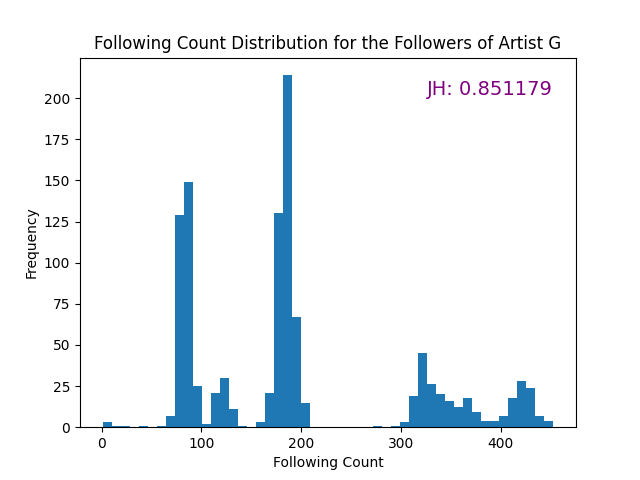 Following Count Distribution for the Followers of Artist G
JH: 0.851179
200
175
150
125
100
75
50
25
0
Frequency
0 100 200 300 400
Following Count